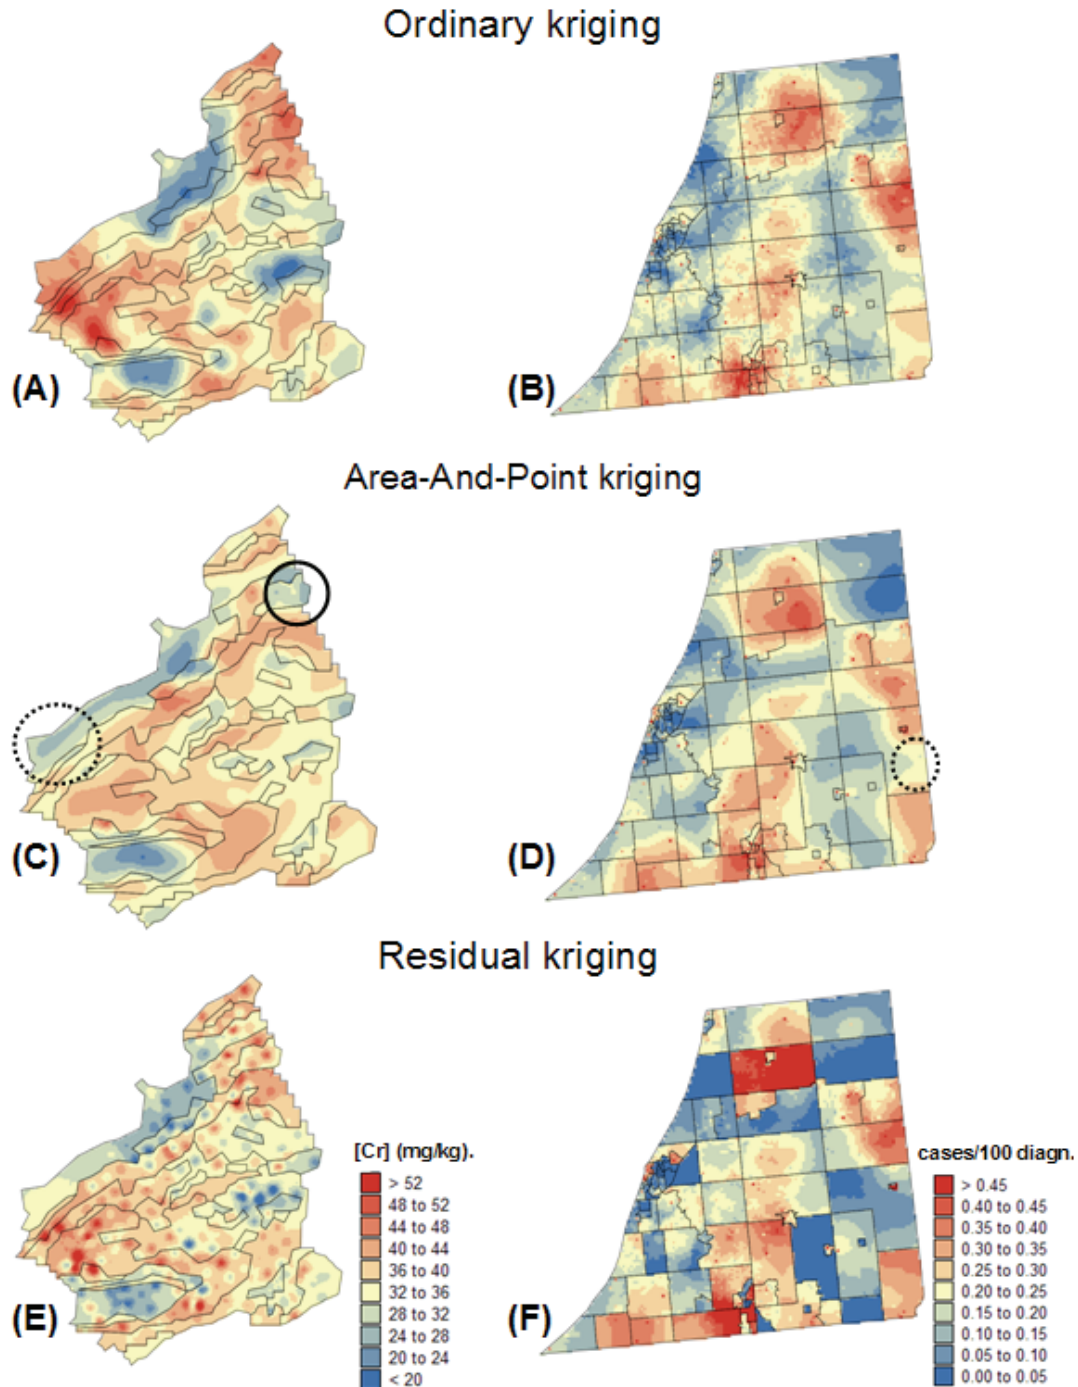 Ordinary kriging
(A)
(B)
Area-And-Point kriging
(C)
(D)
Residual kriging
(E)
[Cr] (mg/kg).
> 52
48 to 52
44 to 48
40 to 44
36 to 40
32 to 36
28 to 32
24 to 28
20 to 24
< 20
(F)
cases/100 diagn.
> 0.45
0.40 to 0.45
0.35 to 0.40
0.30 to 0.35
0.25 to 0.30
0.20 to 0.25
0.15 to 0.20
0.10 to 0.15
0.05 to 0.10
0.00 to 0.05